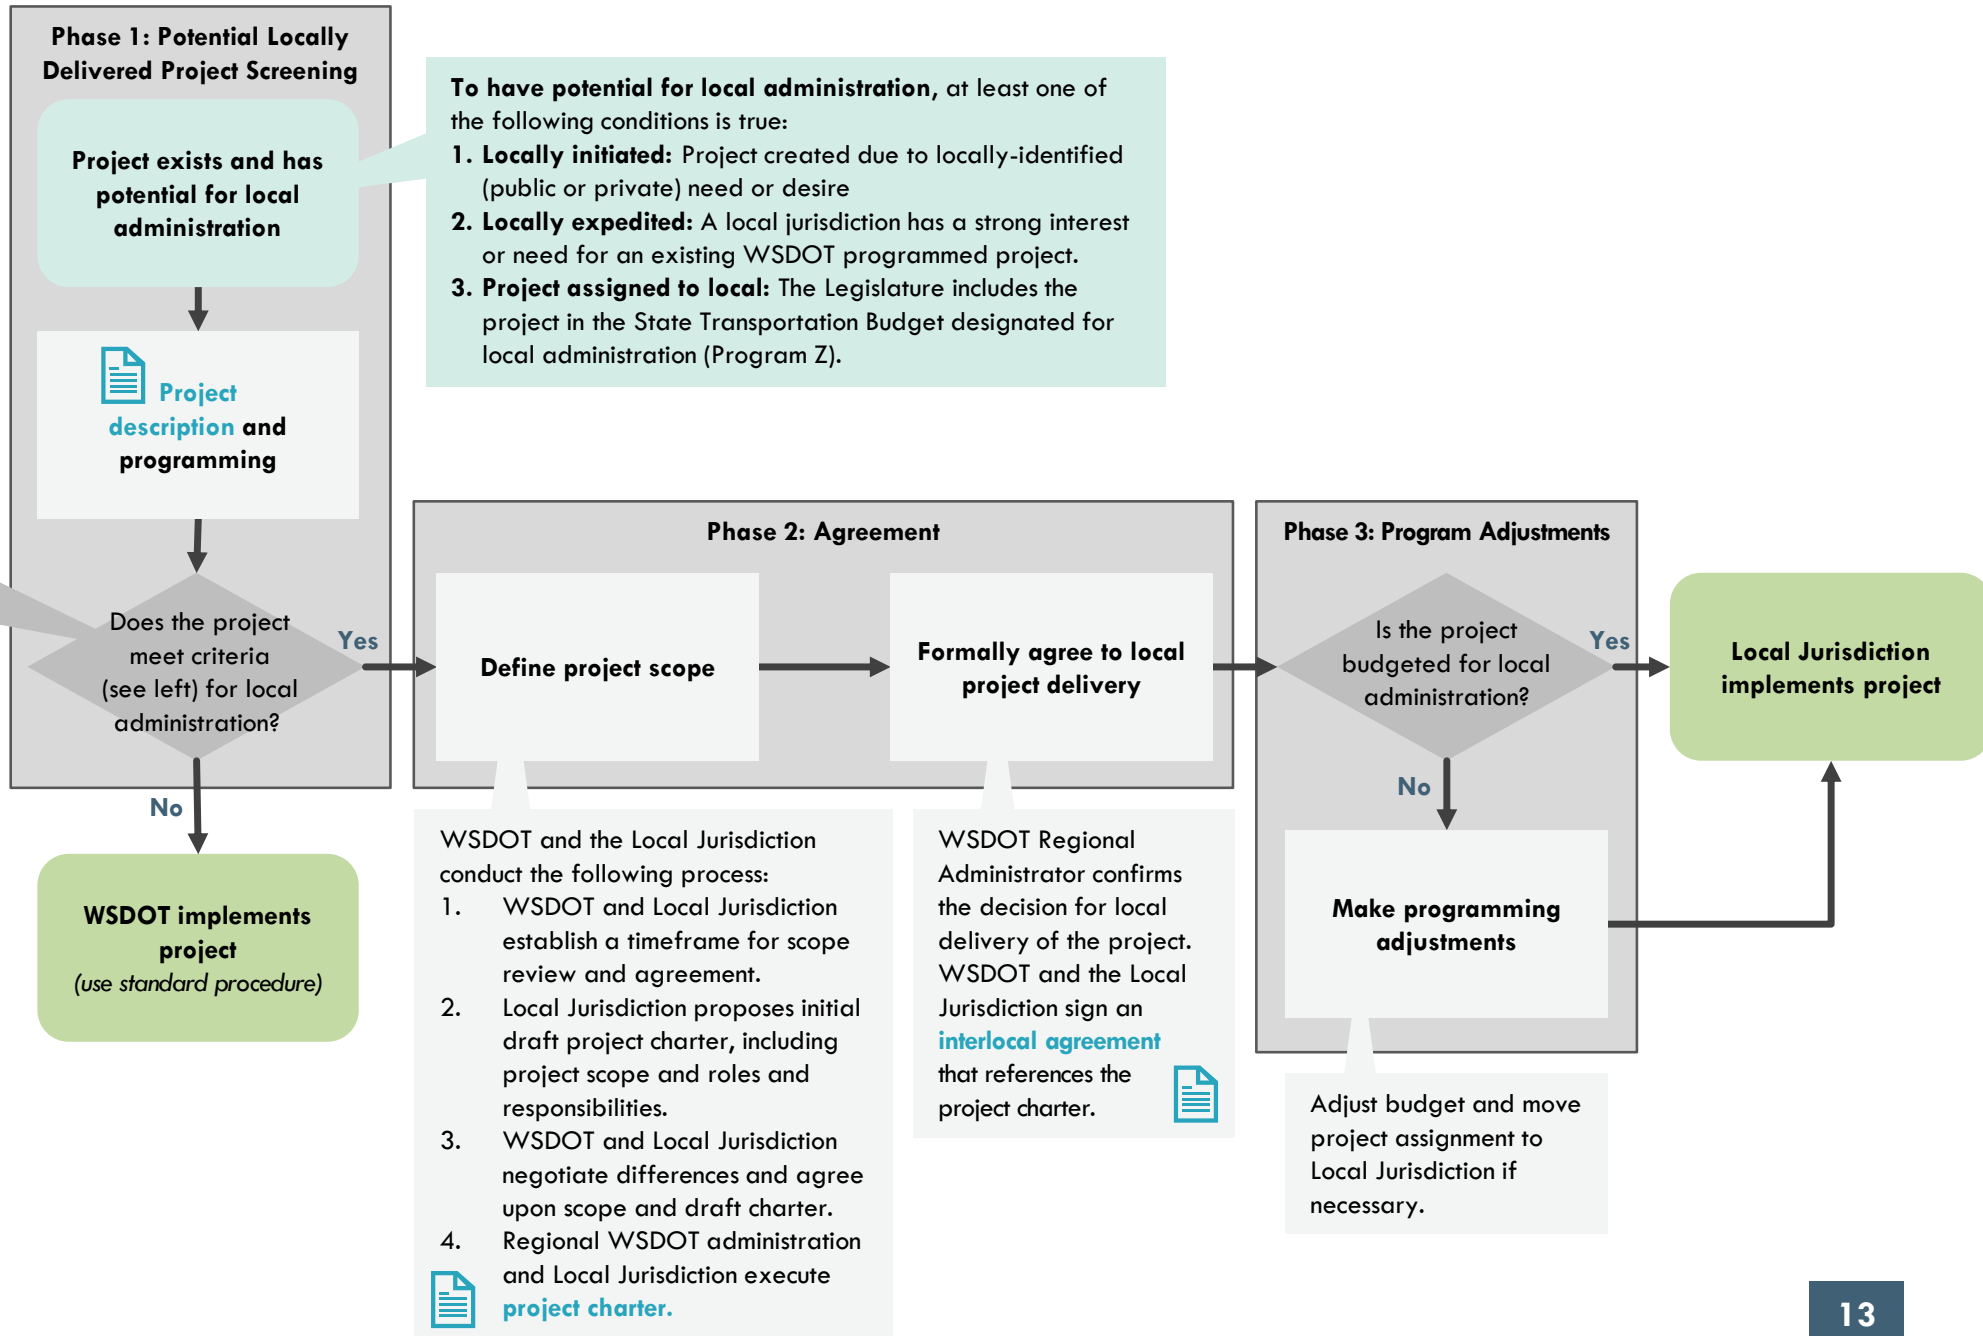 Phase 1: Potential Locally
Delivered Project Screening
Project exists and has
potential for local
administration
To have potential for local administration, at least one of
the following conditions is true:
1. Locally initiated: Project created due to locally-identified
(public or private) need or desire
2. Locally expedited: A local jurisdiction has a strong interest
or need for an existing WSDOT programmed project.
3. Project assigned to local: The Legislature includes the
project in the State Transportation Budget designated for
local administration (Program Z).
Project
description and
programming
Does the project
meet criteria
(see left) for local
administration?
Yes
No
WSDOT implements
project
(use standard procedure)
Phase 2: Agreement
Define project scope
Formally agree to local
project delivery
WSDOT and the Local Jurisdiction
conduct the following process:
1. WSDOT and Local Jurisdiction
establish a timeframe for scope
review and agreement.
2. Local Jurisdiction proposes initial
draft project charter, including
project scope and roles and
responsibilities.
3. WSDOT and Local Jurisdiction
negotiate differences and agree
upon scope and draft charter.
4. Regional WSDOT administration
and Local Jurisdiction execute
project charter.
WSDOT Regional
Administrator confirms
the decision for local
delivery of the project.
WSDOT and the Local
Jurisdiction sign an
interlocal agreement
that references the
project charter.
Phase 3: Program Adjustments
Is the project
budgeted for local
administration?
Yes
No
Make programming
adjustments
Adjust budget and move
project assignment to
Local Jurisdiction if
necessary.
Local Jurisdiction
implements project
13